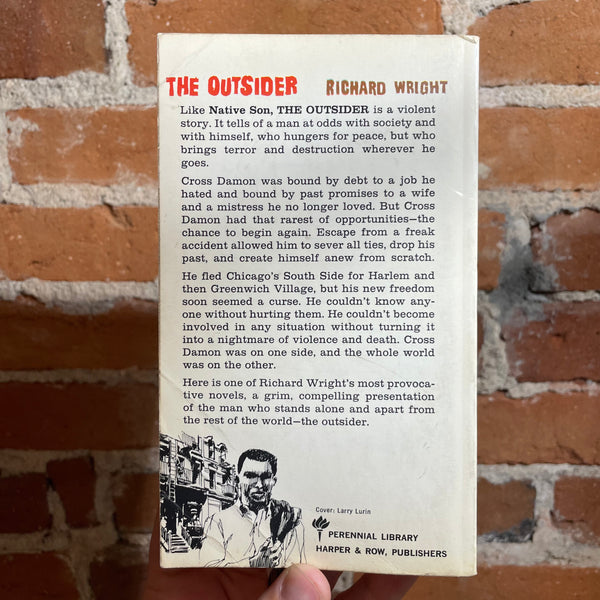 THE OUTSIDER RICHARD WRIGHT
Like Native Son, THE OUTSIDER is a violent
story. It tells of a man at odds with society and
with himself, who hungers for peace, but who
brings terror and destruction wherever he
goes.
Cross Damon was bound by debt to a job he
hated and bound by past promises to a wife
and a mistress he no longer loved. But Cross
Damon had that rarest of opportunities—the
chance to begin again. Escape from a freak
accident allowed him to sever all ties, drop his
past, and create himself anew from scratch.
He fled Chicago's South Side for Harlem and
then Greenwich Village, but his new freedom
soon seemed a curse. He couldn't know any-
one without hurting them. He couldn't become
involved in any situation without turning it
into a nightmare of violence and death. Cross
Damon was on one side, and the whole world
was on the other.
Here is one of Richard Wright's most provoca-
tive novels, a grim, compelling presentation
of the man who stands alone and apart from
the rest of the world—the outsider.
Cover: Larry Lurin
PERENNIAL LIBRARY
HARPER & ROW, PUBLISHERS